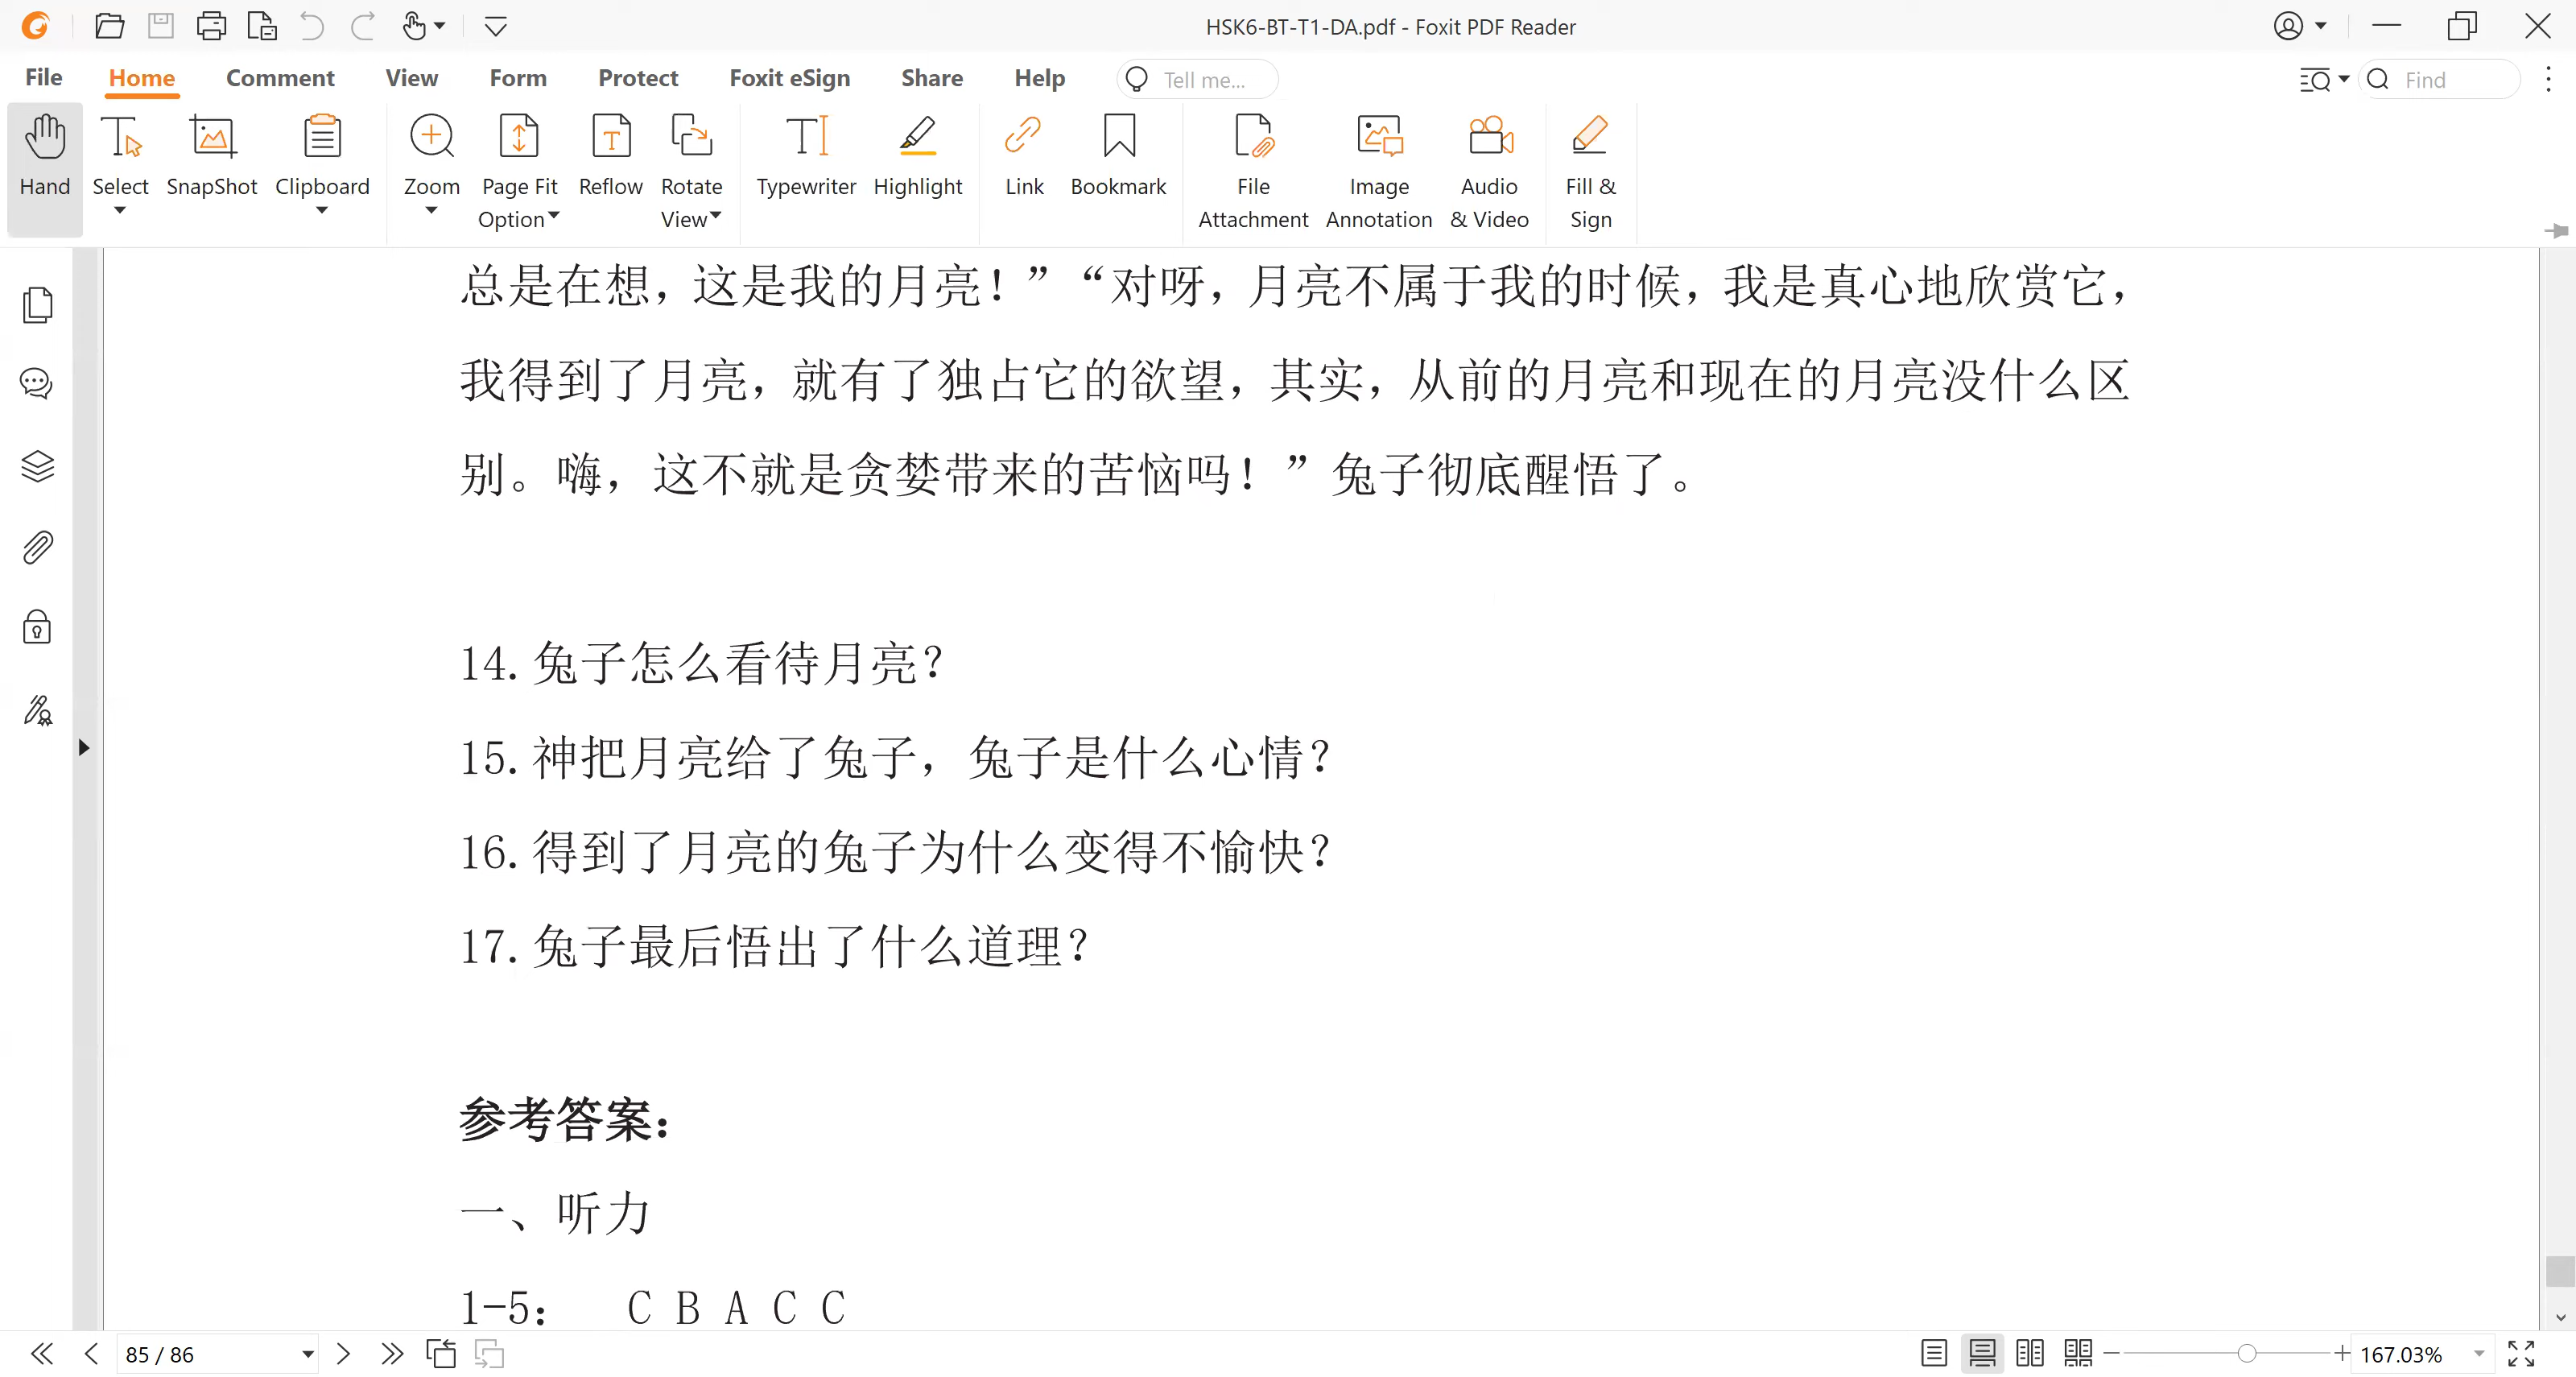 HSK6-BT-T1-DA.pdf - Foxit PDF Reader
File Home Comment View Form Protect Foxit eSign Share Help Tell me... Find
Hand Select SnapShot Clipboard Zoom Page Fit Option Reflow Rotate View Typewriter Highlight Link Bookmark File Attachment Image Annotation Audio & Video Fill & Sign
总是在想，这是我的月亮！”“对呀，月亮不属于我的时候，我是真心地欣赏它，
我得到了月亮，就有了独占它的欲望，其实，从前的月亮和现在的月亮没什么区
别。嗨，这不就是贪婪带来的苦恼吗！”兔子彻底醒悟了。
14. 兔子怎么看待月亮？
15. 神把月亮给了兔子，兔子是什么心情？
16. 得到了月亮的兔子为什么变得不愉快？
17. 兔子最后悟出了什么道理？
参考答案：
一、听力
1-5： C B A C C
85 / 86
167.03%